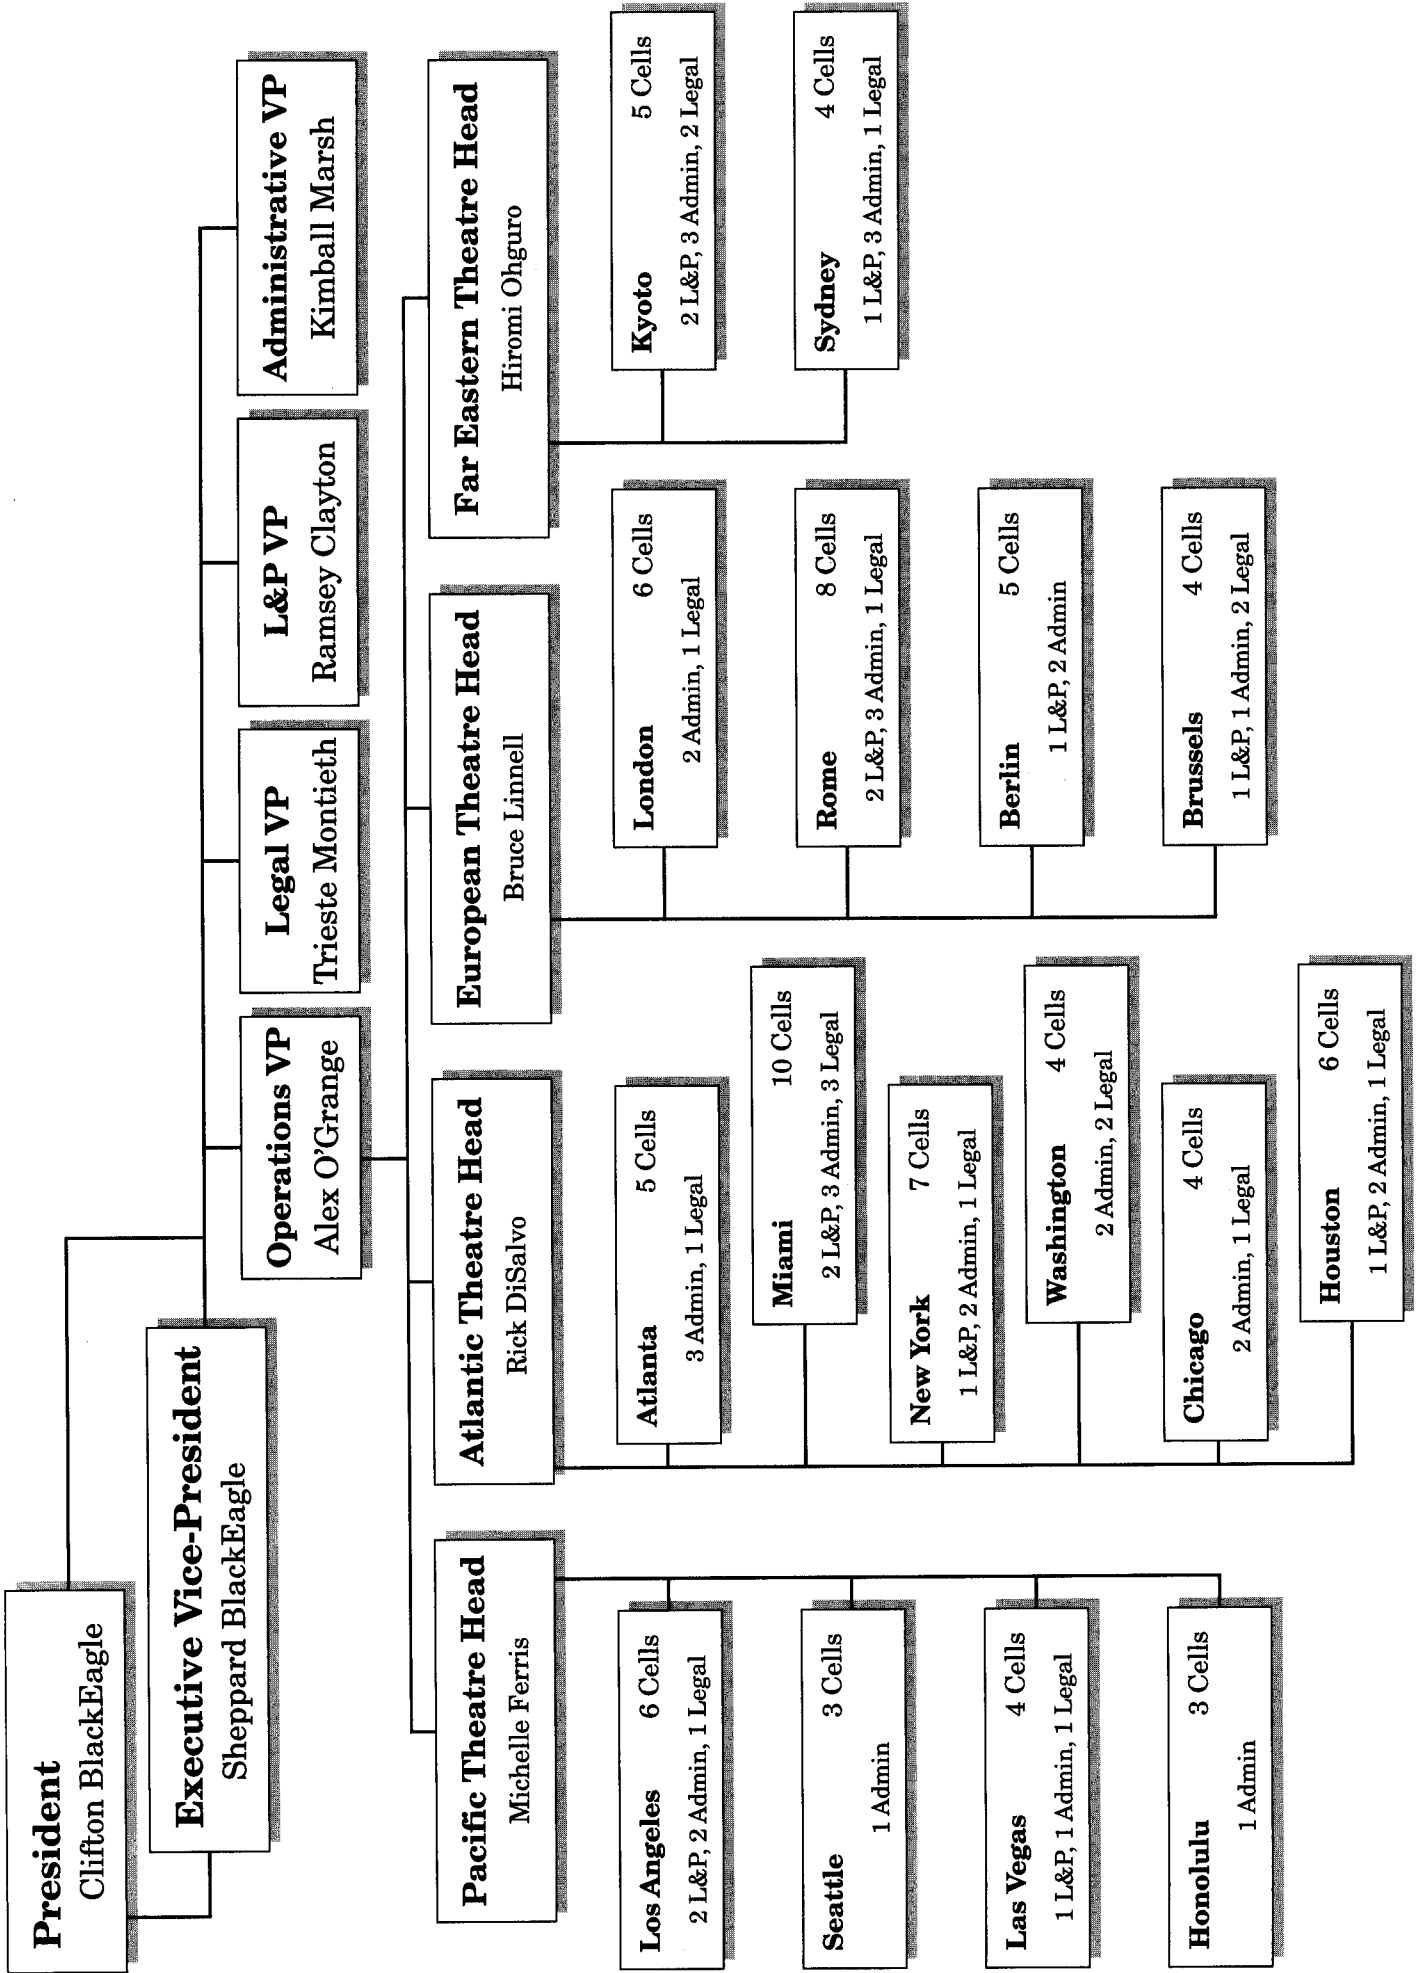 President
Clifton BlackEagle
Executive Vice-President
Sheppard BlackEagle
Operations VP
Alex O'Grange
Legal VP
Trieste Montieth
L&P VP
Ramsey Clayton
Administrative VP
Kimball Marsh
Pacific Theatre Head
Michelle Ferris
Los Angeles 6 Cells
2 L&P, 2 Admin, 1 Legal
Seattle 3 Cells
1 Admin
Las Vegas 4 Cells
1 L&P, 1 Admin, 1 Legal
Honolulu 3 Cells
1 Admin
Atlantic Theatre Head
Rick DiSalvo
Atlanta 5 Cells
3 Admin, 1 Legal
Miami 10 Cells
2 L&P, 3 Admin, 3 Legal
New York 7 Cells
1 L&P, 2 Admin, 1 Legal
Washington 4 Cells
2 Admin, 2 Legal
Chicago 4 Cells
2 Admin, 1 Legal
Houston 6 Cells
1 L&P, 2 Admin, 1 Legal
European Theatre Head
Bruce Linnell
London 6 Cells
2 Admin, 1 Legal
Rome 8 Cells
2 L&P, 3 Admin, 1 Legal
Berlin 5 Cells
1 L&P, 2 Admin
Brussels 4 Cells
1 L&P, 1 Admin, 2 Legal
Far Eastern Theatre Head
Hiromi Ohguro
Kyoto 5 Cells
2 L&P, 3 Admin, 2 Legal
Sydney 4 Cells
1 L&P, 3 Admin, 1 Legal